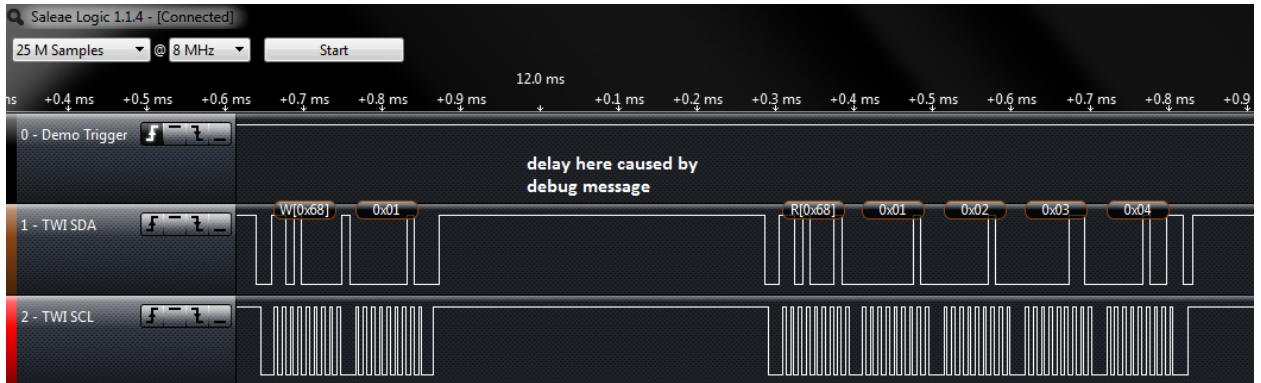 Saleae Logic 1.1.4 - [Connected]
25 M Samples @ 8 MHz Start
12.0 ms
ns +0.4 ms +0.5 ms +0.6 ms +0.7 ms +0.8 ms +0.9 ms +0.1 ms +0.2 ms +0.3 ms +0.4 ms +0.5 ms +0.6 ms +0.7 ms +0.8 ms +0.9
0 - Demo Trigger
delay here caused by
debug message
W[0x68] 0x01 R[0x68] 0x01 0x02 0x03 0x04
1 - TWI SDA
2 - TWI SCL